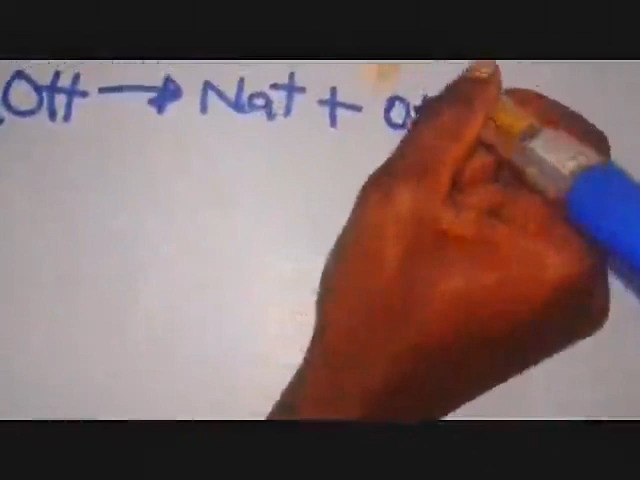 OH → Na+ + O